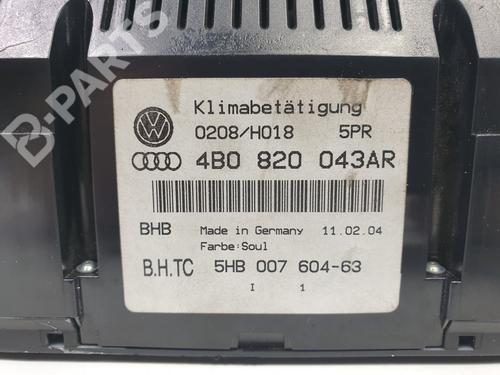 B-PARTS
Klimabetätigung
0208/H018 5PR
4B0 820 043AR
BHB Made in Germany 11.02.04
Farbe:Soul
B.H.TC 5HB 007 604-63
I 1